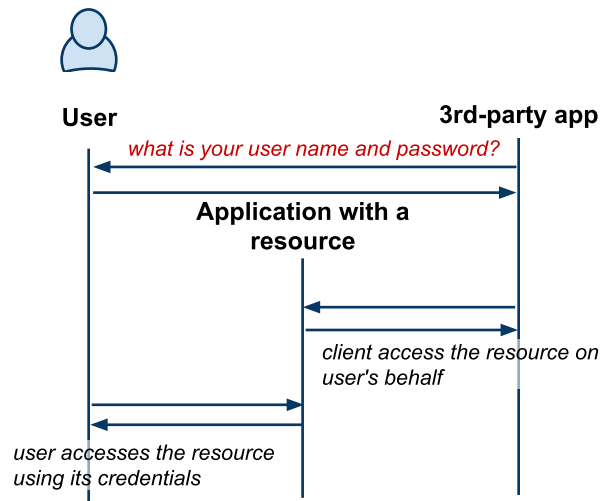 User
3rd-party app
what is your user name and password?
Application with a
resource
client access the resource on
user's behalf
user accesses the resource
using its credentials